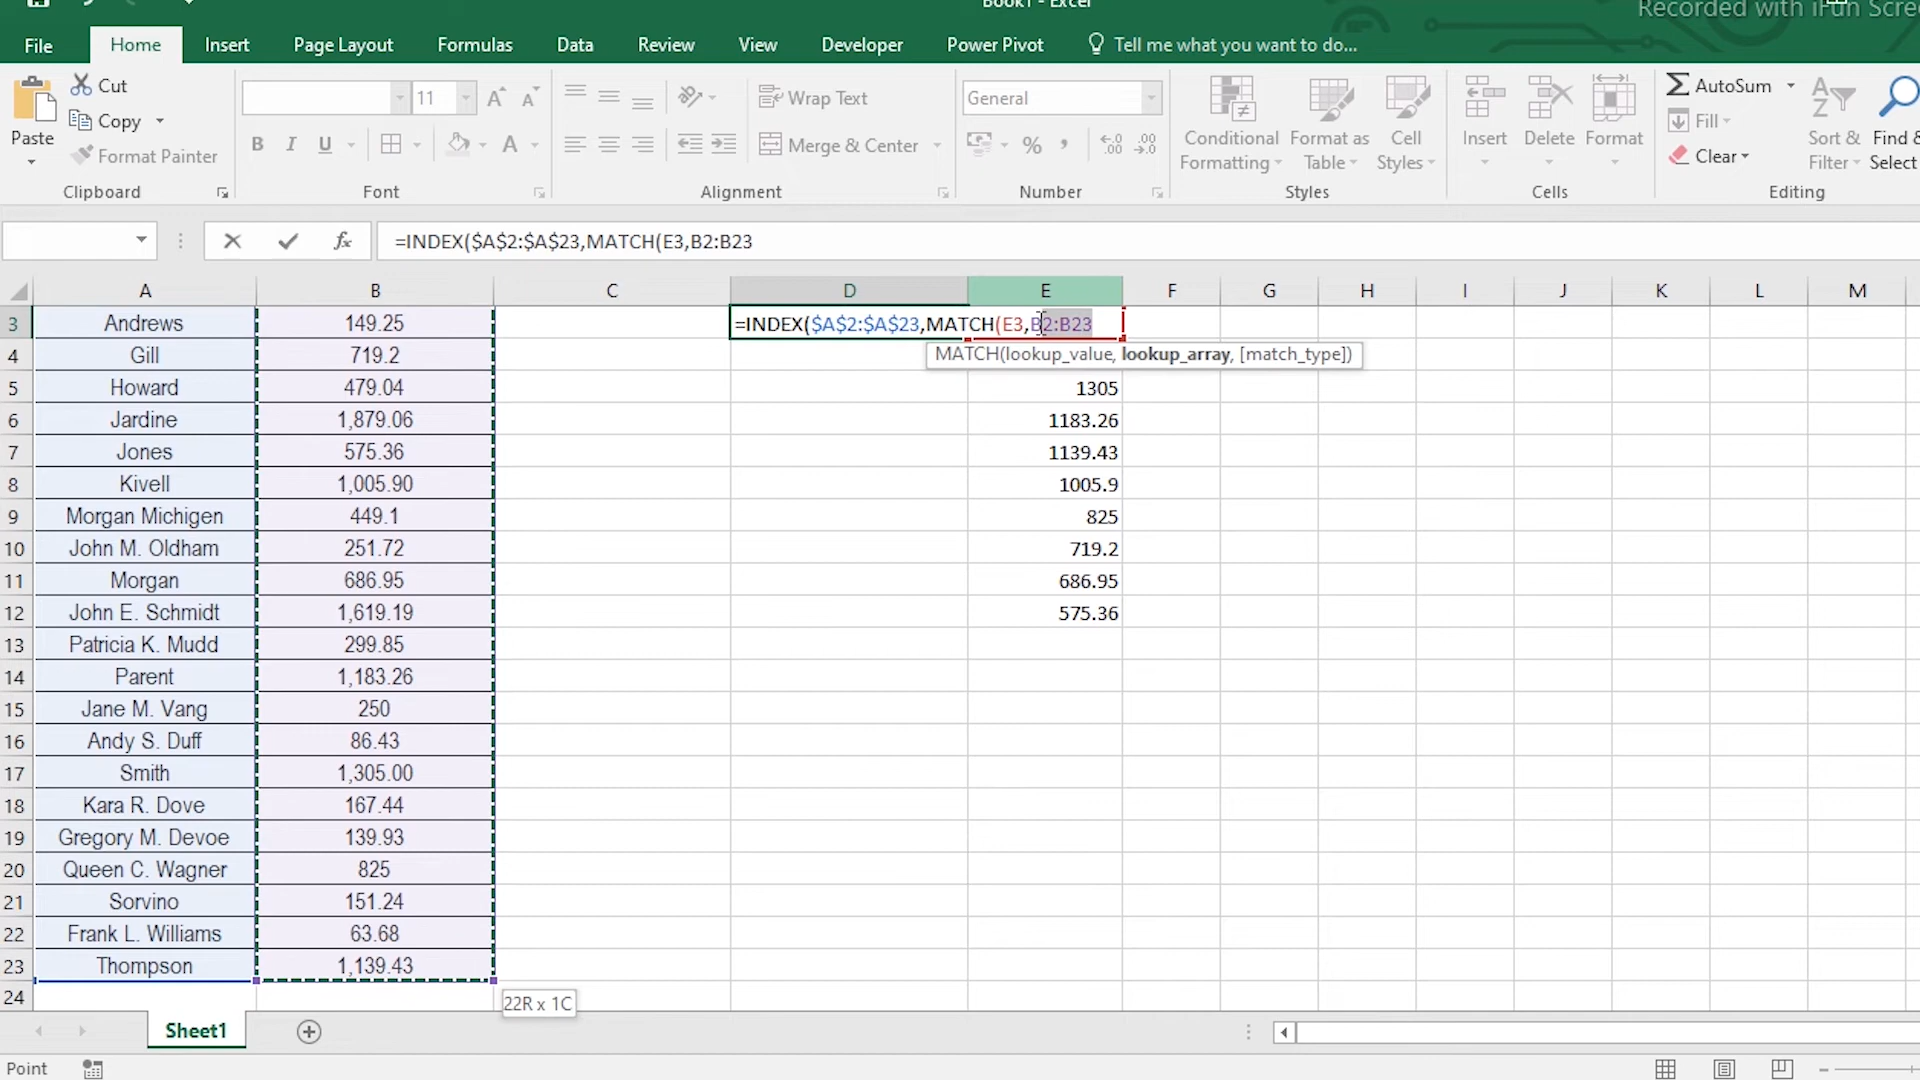 Book1 - Excel
Recorded with iFun Scre
File Home Insert Page Layout Formulas Data Review View Developer Power Pivot Tell me what you want to do...
Paste
Cut
Copy
Format Painter
Clipboard
11 A A
B I U A
Font
Wrap Text
Merge & Center
Alignment
General
% , .00
Number
Conditional Formatting
Format as Table
Cell Styles
Styles
Insert
Delete
Format
Cells
AutoSum
Fill
Clear
Sort & Filter
Find & Select
Editing
fx =INDEX($A$2:$A$23,MATCH(E3,B2:B23
A B C D E F G H I J K L M
3 Andrews 149.25 =INDEX($A$2:$A$23,MATCH(E3,B2:B23
MATCH(lookup_value, lookup_array, [match_type])
4 Gill 719.2
5 Howard 479.04 1305
6 Jardine 1,879.06 1183.26
7 Jones 575.36 1139.43
8 Kivell 1,005.90 1005.9
9 Morgan Michigen 449.1 825
10 John M. Oldham 251.72 719.2
11 Morgan 686.95 686.95
12 John E. Schmidt 1,619.19 575.36
13 Patricia K. Mudd 299.85
14 Parent 1,183.26
15 Jane M. Vang 250
16 Andy S. Duff 86.43
17 Smith 1,305.00
18 Kara R. Dove 167.44
19 Gregory M. Devoe 139.93
20 Queen C. Wagner 825
21 Sorvino 151.24
22 Frank L. Williams 63.68
23 Thompson 1,139.43
24
22R x 1C
Sheet1
Point